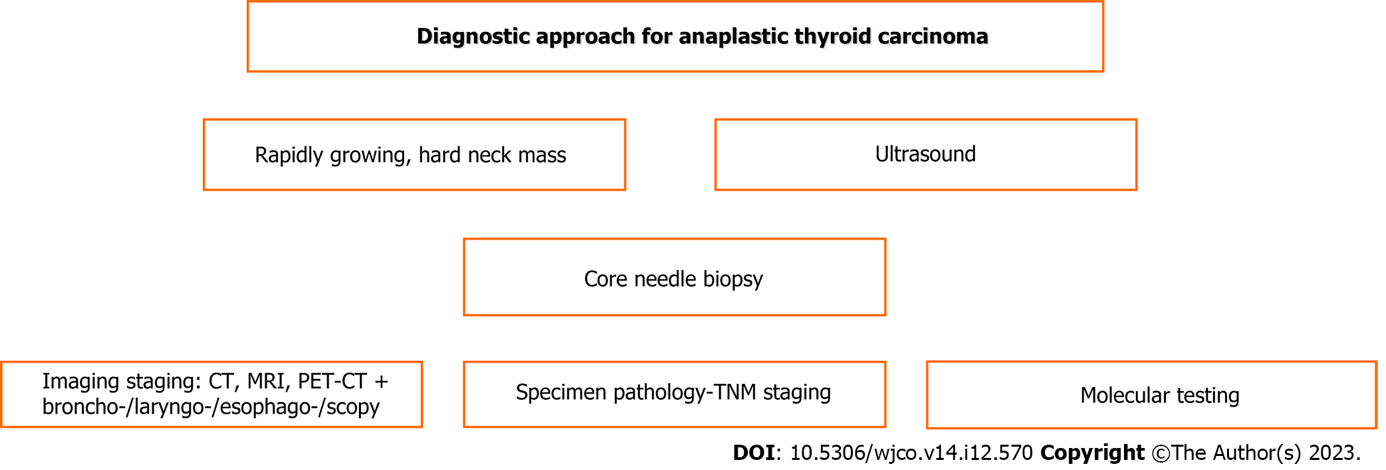 Diagnostic approach for anaplastic thyroid carcinoma
Rapidly growing, hard neck mass
Ultrasound
Core needle biopsy
Imaging staging: CT, MRI, PET-CT +
broncho-/laryngo-/esophago-/scopy
Specimen pathology-TNM staging
Molecular testing
DOI: 10.5306/wjco.v14.i12.570 Copyright ©The Author(s) 2023.